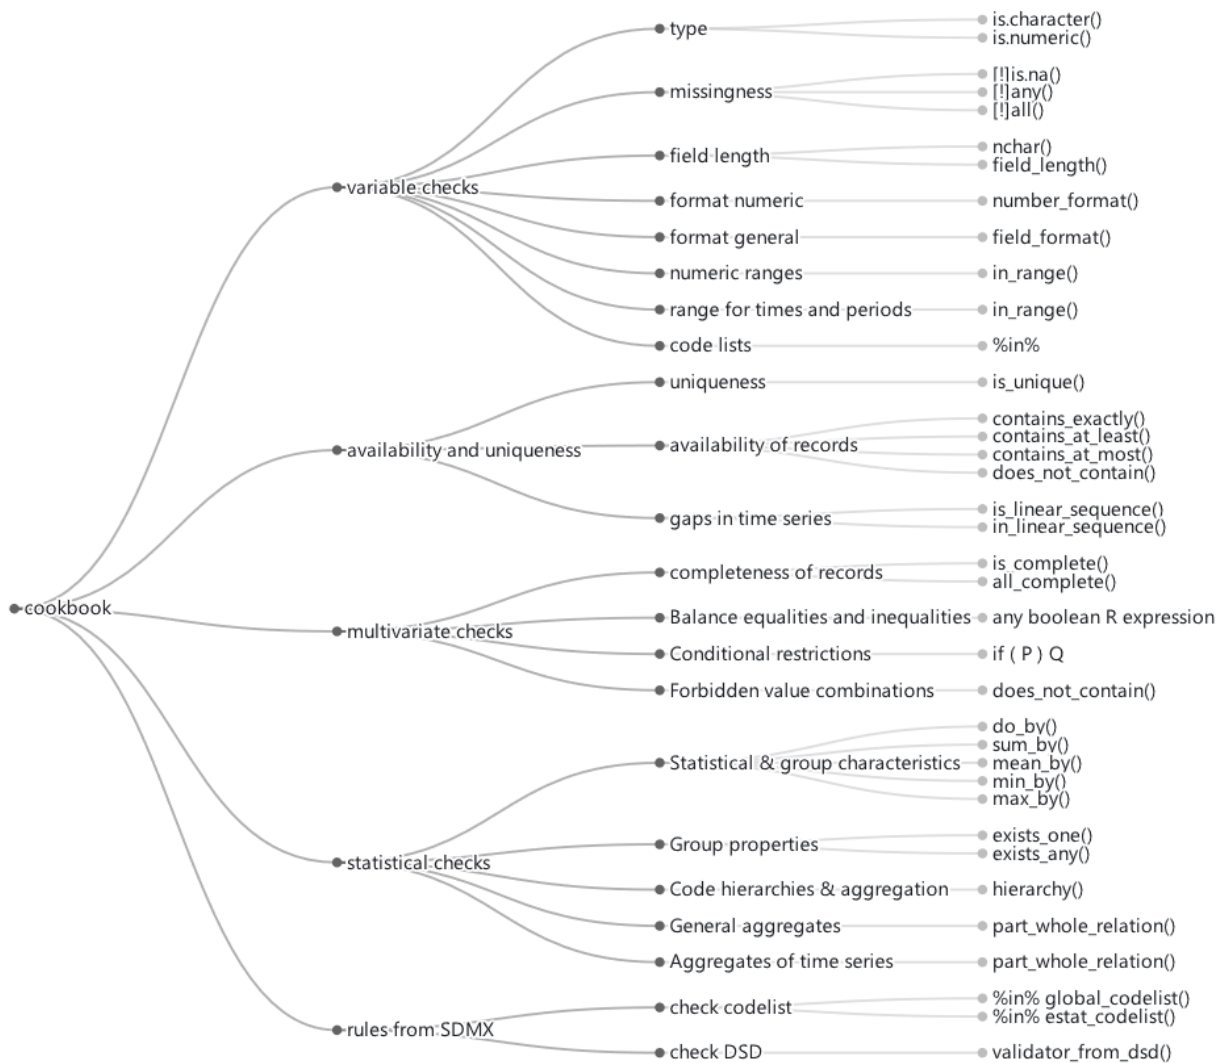 cookbook
variable checks
type
is.character()
is.numeric()
missingness
[!]is.na()
[!]any()
[!]all()
field length
nchar()
field_length()
format numeric
number_format()
format general
field_format()
numeric ranges
in_range()
range for times and periods
in_range()
code lists
%in%
availability and uniqueness
uniqueness
is_unique()
availability of records
contains_exactly()
contains_at_least()
contains_at_most()
does_not_contain()
gaps in time series
is_linear_sequence()
in_linear_sequence()
multivariate checks
completeness of records
is_complete()
all_complete()
Balance equalities and inequalities
any boolean R expression
Conditional restrictions
if ( P ) Q
Forbidden value combinations
does_not_contain()
statistical checks
Statistical & group characteristics
do_by()
sum_by()
mean_by()
min_by()
max_by()
Group properties
exists_one()
exists_any()
Code hierarchies & aggregation
hierarchy()
General aggregates
part_whole_relation()
Aggregates of time series
part_whole_relation()
rules from SDMX
check codelist
%in% global_codelist()
%in% estat_codelist()
check DSD
validator_from_dsd()